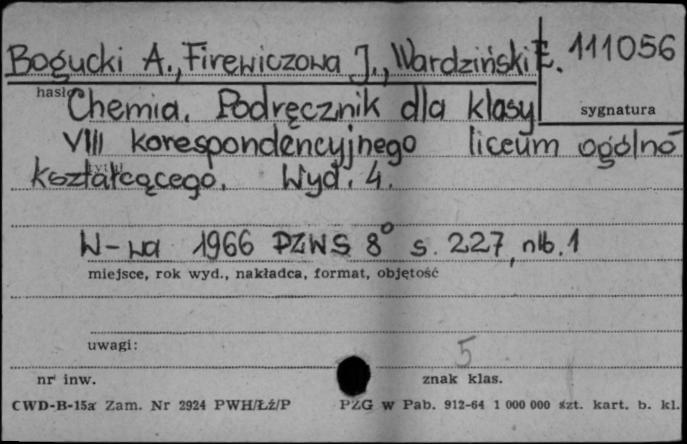 Bogucki A., Firewiczowa J., Wardziński E. 111056
hasło sygnatura
Chemia. Podręcznik dla klasy
VIII korespondencyjnego liceum ogólno
kształcącego. Wyd. 4.
tytuł
W-wa 1966 PZWS 8° s. 227, nlb. 1
miejsce, rok wyd., nakładca, format, objętość
uwagi:
5
nr inw. znak klas.
CWD-B-15a Zam. Nr 2924 PWH/Łż/P PZG w Pab. 912-64 1 000 000 szt. kart. b. kl.